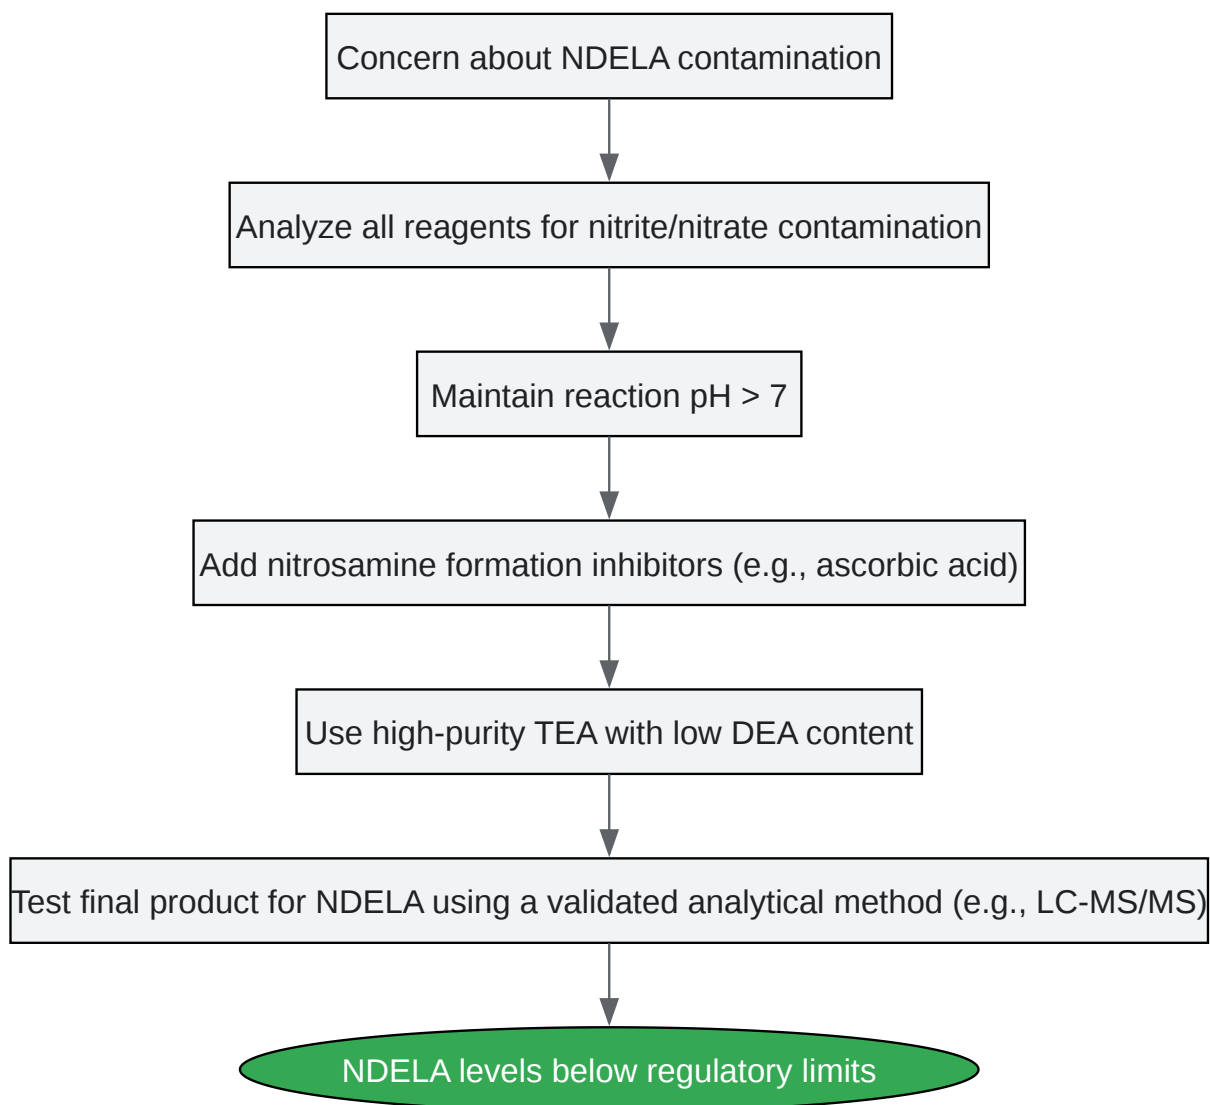 Concern about NDELA contamination
Analyze all reagents for nitrite/nitrate contamination
Maintain reaction pH > 7
Add nitrosamine formation inhibitors (e.g., ascorbic acid)
Use high-purity TEA with low DEA content
Test final product for NDELA using a validated analytical method (e.g., LC-MS/MS)
NDELA levels below regulatory limits